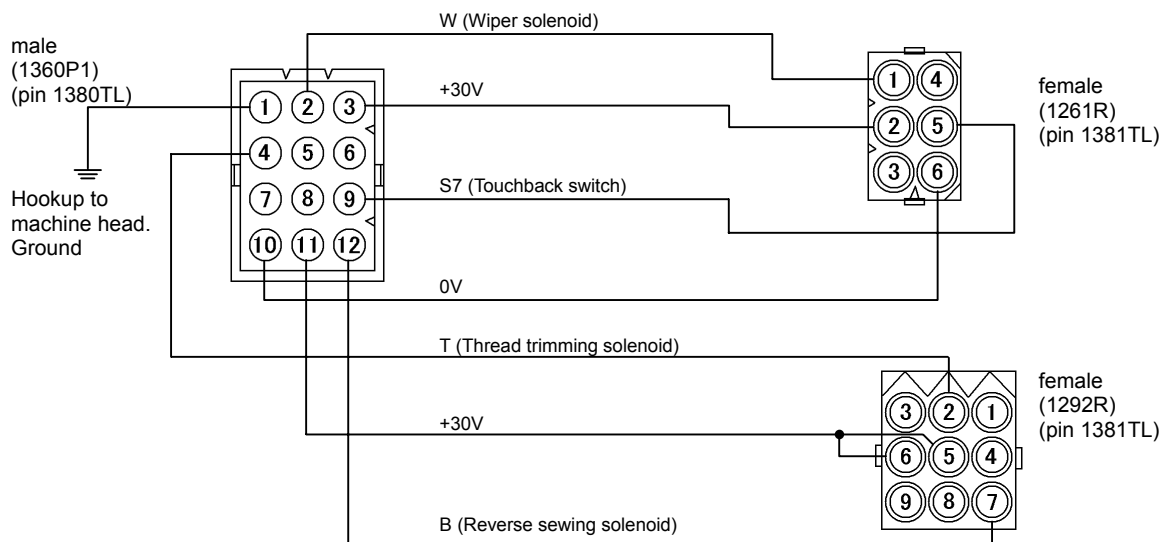 W (Wiper solenoid)
male
(1360P1)
(pin 1380TL)
+30V
1 2 3
4 5 6
7 8 9
10 11 12
Hookup to
machine head.
Ground
S7 (Touchback switch)
0V
1 4
2 5
3 6
female
(1261R)
(pin 1381TL)
T (Thread trimming solenoid)
+30V
B (Reverse sewing solenoid)
3 2 1
6 5 4
9 8 7
female
(1292R)
(pin 1381TL)